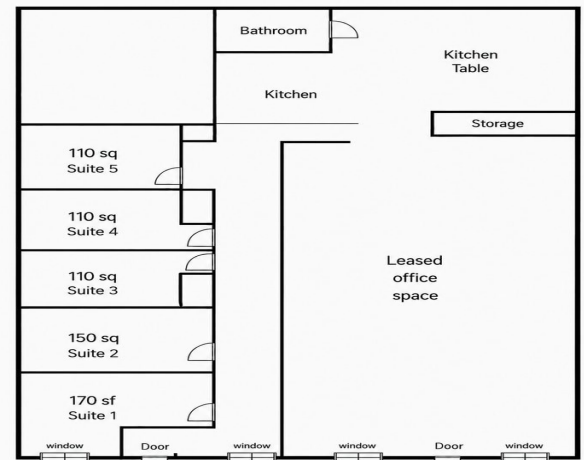 Bathroom
Kitchen
Table
Kitchen
Storage
110 sq
Suite 5
110 sq
Suite 4
110 sq
Suite 3
Leased
office
space
150 sq
Suite 2
170 sf
Suite 1
window
Door
window
window
Door
window